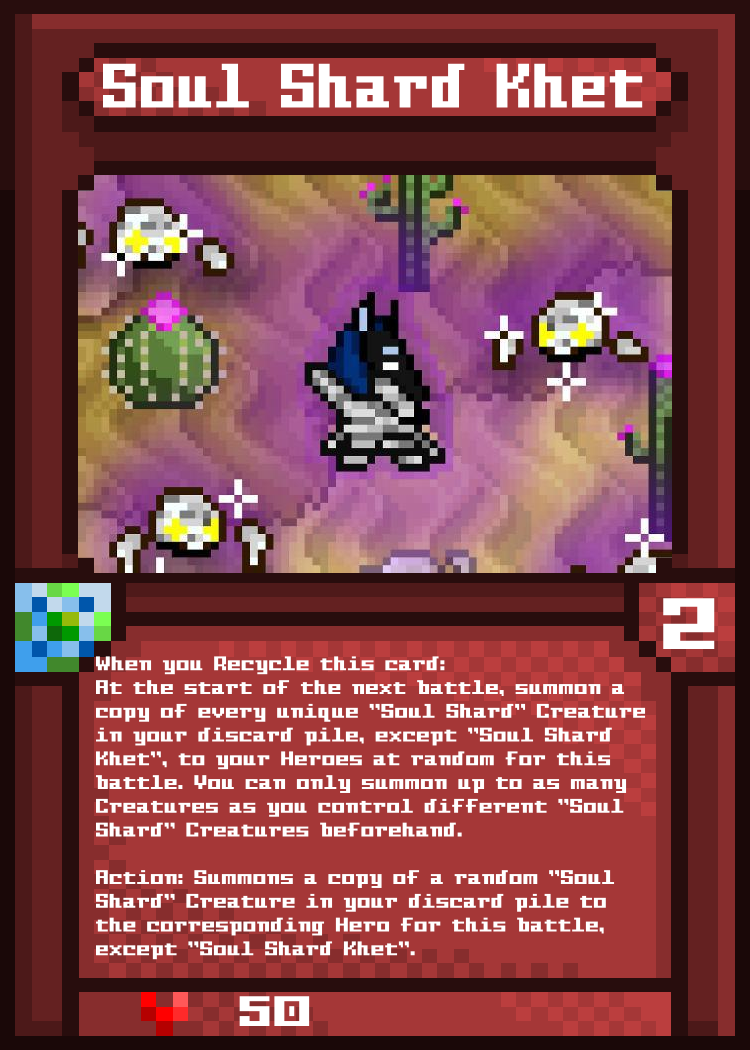 Soul Shard Khet
2
When you Recycle this card:
At the start of the next battle, summon a
copy of every unique "Soul Shard" Creature
in your discard pile, except "Soul Shard
Khet", to your Heroes at random for this
battle. You can only summon up to as many
Creatures as you control different "Soul
Shard" Creatures beforehand.
Action: Summons a copy of a random "Soul
Shard" Creature in your discard pile to
the corresponding Hero for this battle,
except "Soul Shard Khet".
50